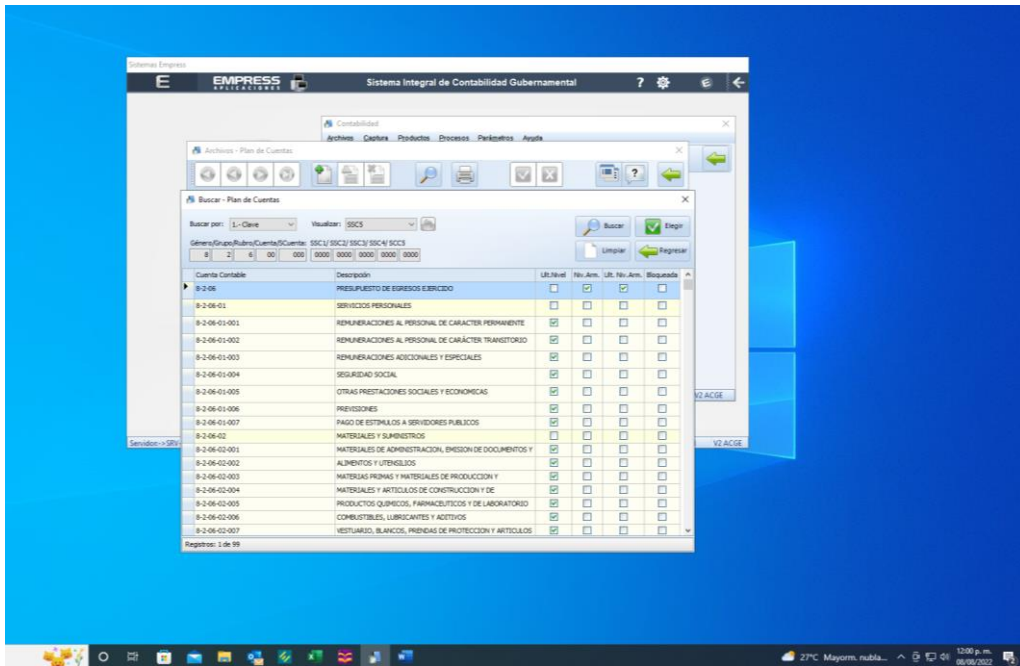 Sistemas Empress
E EMPRESS APLICACIONES Sistema Integral de Contabilidad Gubernamental ?
Contabilidad
Archivos Captura Productos Procesos Parámetros Ayuda
Archivos - Plan de Cuentas
?
Buscar - Plan de Cuentas
Buscar por: 1.- Clave Visualizar: SSC5 Buscar Elegir
Género/Grupo/Rubro/Cuenta/SCuenta: SSC1/ SSC2/ SSC3/ SSC4/ SCC5
8 2 6 00 000 0000 0000 0000 0000 0000 Limpiar Regresar
Cuenta Contable Descripción Ult.Nivel Niv.Arm. Ult. Niv.Arm. Bloqueada
8-2-06 PRESUPUESTO DE EGRESOS EJERCIDO
8-2-06-01 SERVICIOS PERSONALES
8-2-06-01-001 REMUNERACIONES AL PERSONAL DE CARACTER PERMANENTE
8-2-06-01-002 REMUNERACIONES AL PERSONAL DE CARÁCTER TRANSITORIO
8-2-06-01-003 REMUNERACIONES ADICIONALES Y ESPECIALES
8-2-06-01-004 SEGURIDAD SOCIAL
8-2-06-01-005 OTRAS PRESTACIONES SOCIALES Y ECONOMICAS
8-2-06-01-006 PREVISIONES
8-2-06-01-007 PAGO DE ESTIMULOS A SERVIDORES PUBLICOS
8-2-06-02 MATERIALES Y SUMINISTROS
8-2-06-02-001 MATERIALES DE ADMINISTRACION, EMISION DE DOCUMENTOS Y
8-2-06-02-002 ALIMENTOS Y UTENSILIOS
8-2-06-02-003 MATERIAS PRIMAS Y MATERIALES DE PRODUCCION Y
8-2-06-02-004 MATERIALES Y ARTICULOS DE CONSTRUCCION Y DE
8-2-06-02-005 PRODUCTOS QUIMICOS, FARMACEUTICOS Y DE LABORATORIO
8-2-06-02-006 COMBUSTIBLES, LUBRICANTES Y ADITIVOS
8-2-06-02-007 VESTUARIO, BLANCOS, PRENDAS DE PROTECCION Y ARTICULOS
Registros: 1 de 99
V2 ACGE
Servidor:->SRV- V2 ACGE
27°C Mayorm. nubla... 12:00 p. m.
08/08/2022